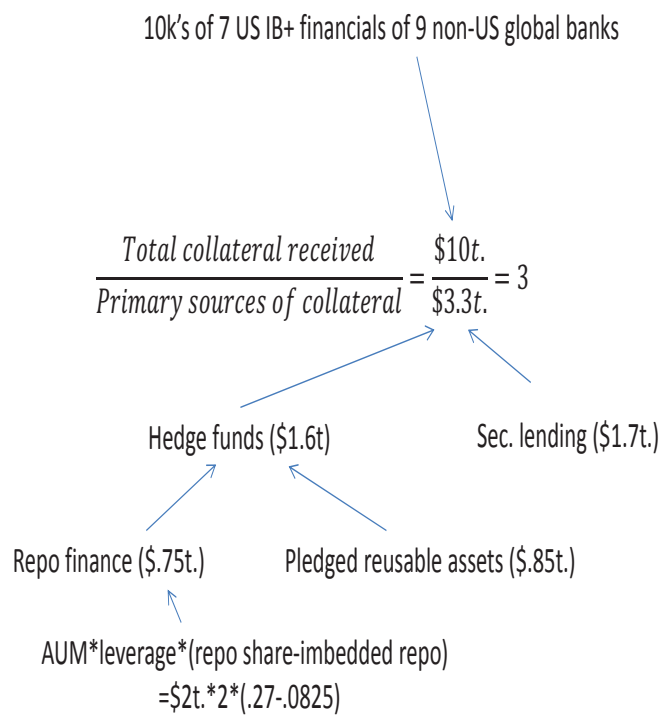 10k's of 7 US IB+ financials of 9 non-US global banks
Total collateral received
Primary sources of collateral
=
$10t.
$3.3t.
= 3
Hedge funds ($1.6t)
Sec. lending ($1.7t.)
Repo finance ($.75t.)
Pledged reusable assets ($.85t.)
AUM*leverage*(repo share-imbedded repo)
=$2t.*2*(.27-.0825)